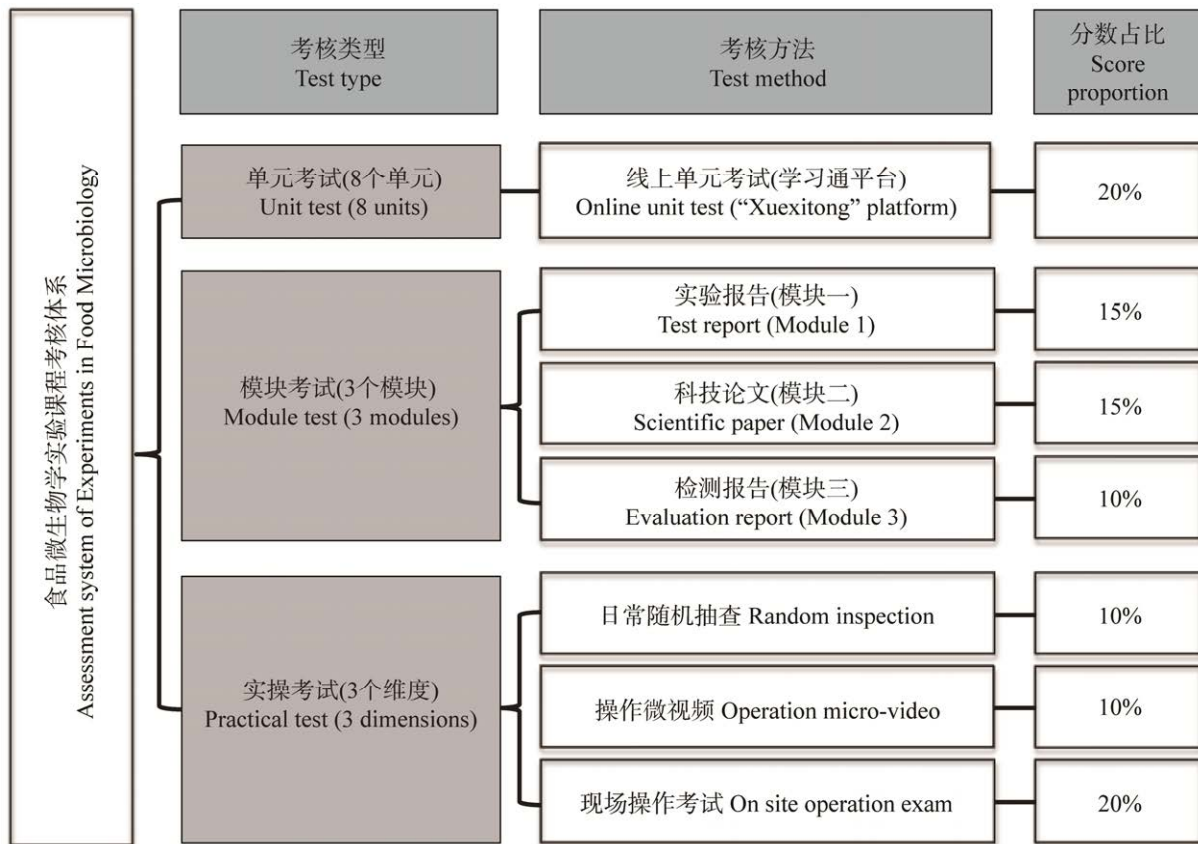 食品微生物学实验课程考核体系
Assessment system of Experiments in Food Microbiology
考核类型
Test type
考核方法
Test method
分数占比
Score
proportion
单元考试(8个单元)
Unit test (8 units)
线上单元考试(学习通平台)
Online unit test (“Xuexitong” platform)
20%
模块考试(3个模块)
Module test (3 modules)
实验报告(模块一)
Test report (Module 1)
15%
科技论文(模块二)
Scientific paper (Module 2)
15%
检测报告(模块三)
Evaluation report (Module 3)
10%
实操考试(3个维度)
Practical test (3 dimensions)
日常随机抽查 Random inspection
10%
操作微视频 Operation micro-video
10%
现场操作考试 On site operation exam
20%